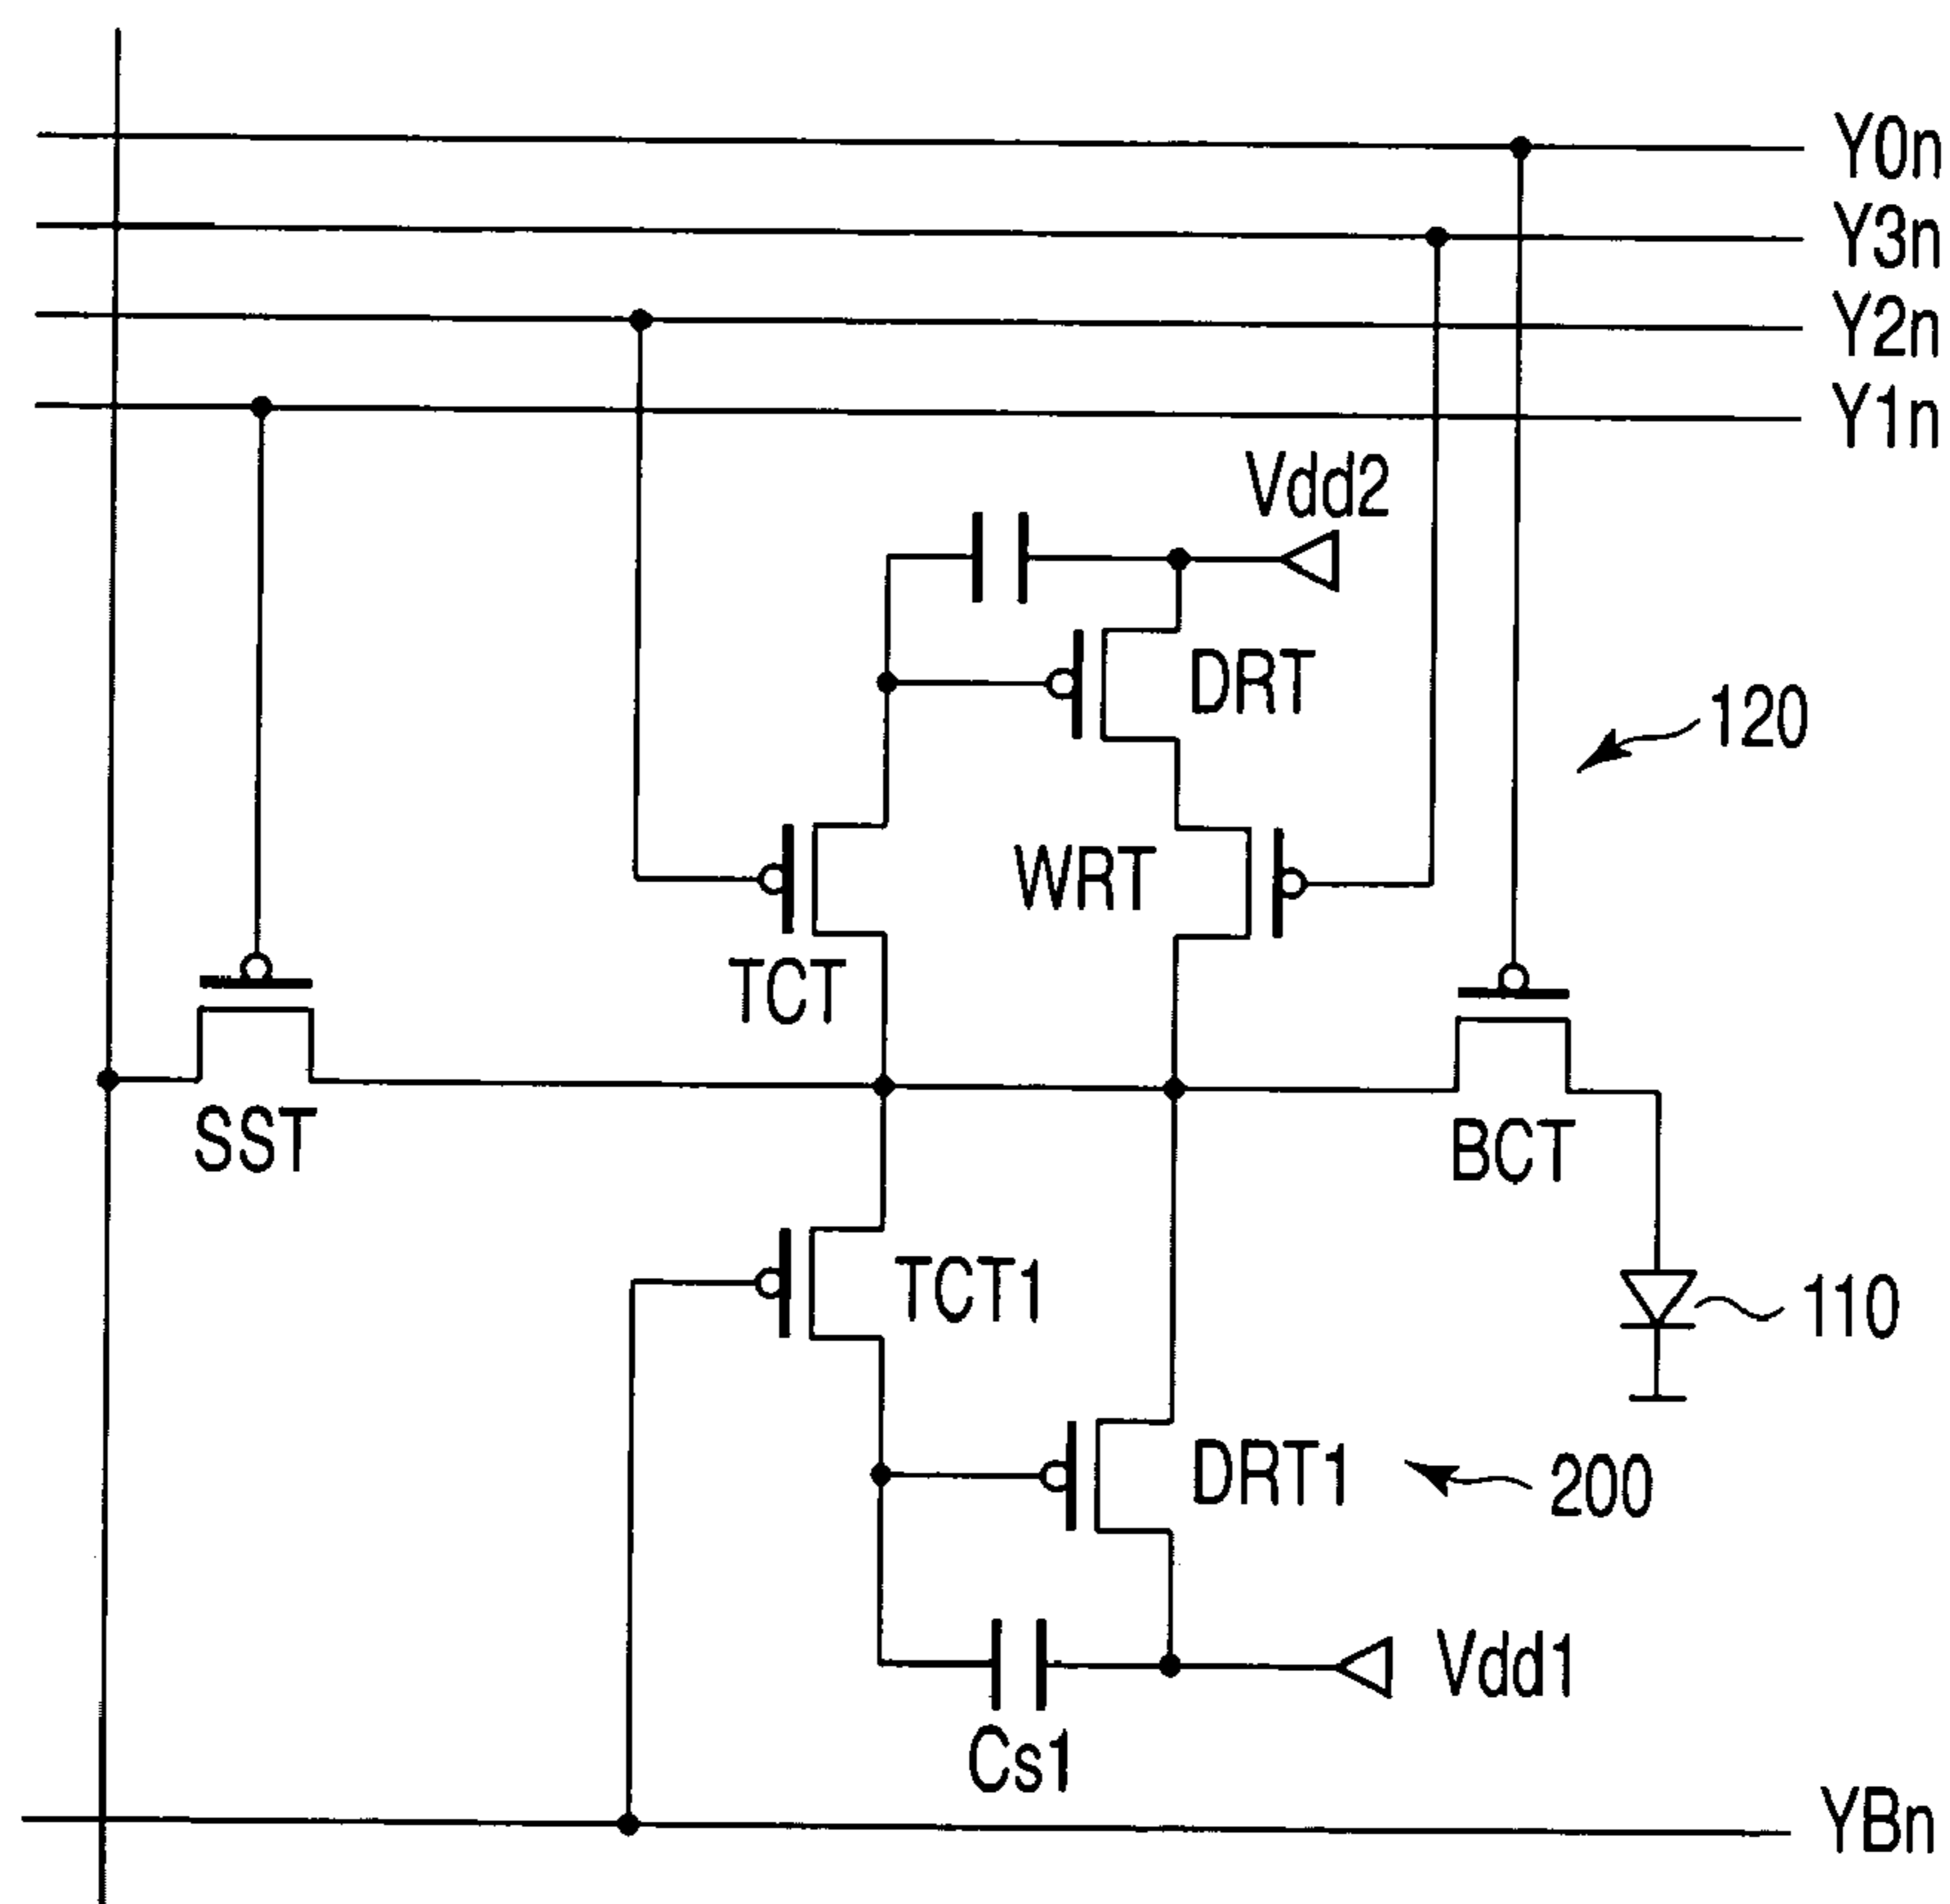 Y0n
Y3n
Y2n
Y1n
Vdd2
DRT
120
WRT
TCT
SST
BCT
TCT1
110
DRT1
200
Vdd1
Cs1
YBn